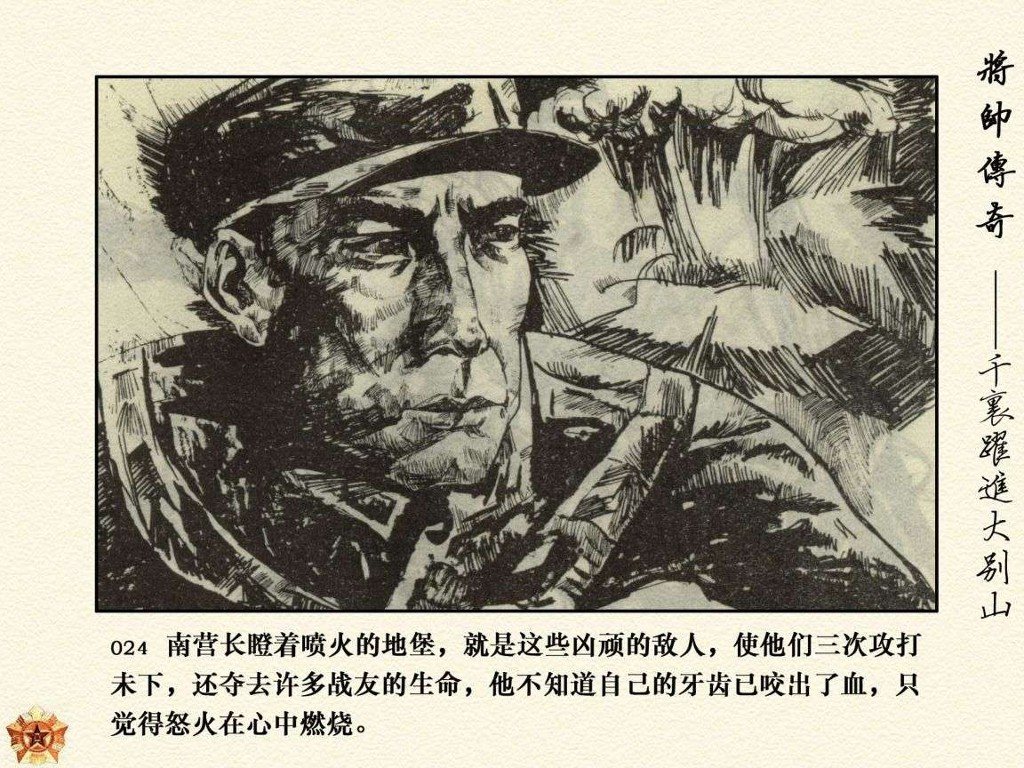 將帥傳奇
——千裏躍進大别山
024 南营长瞪着喷火的地堡，就是这些凶顽的敌人，使他们三次攻打
未下，还夺去许多战友的生命，他不知道自己的牙齿已咬出了血，只
觉得怒火在心中燃烧。